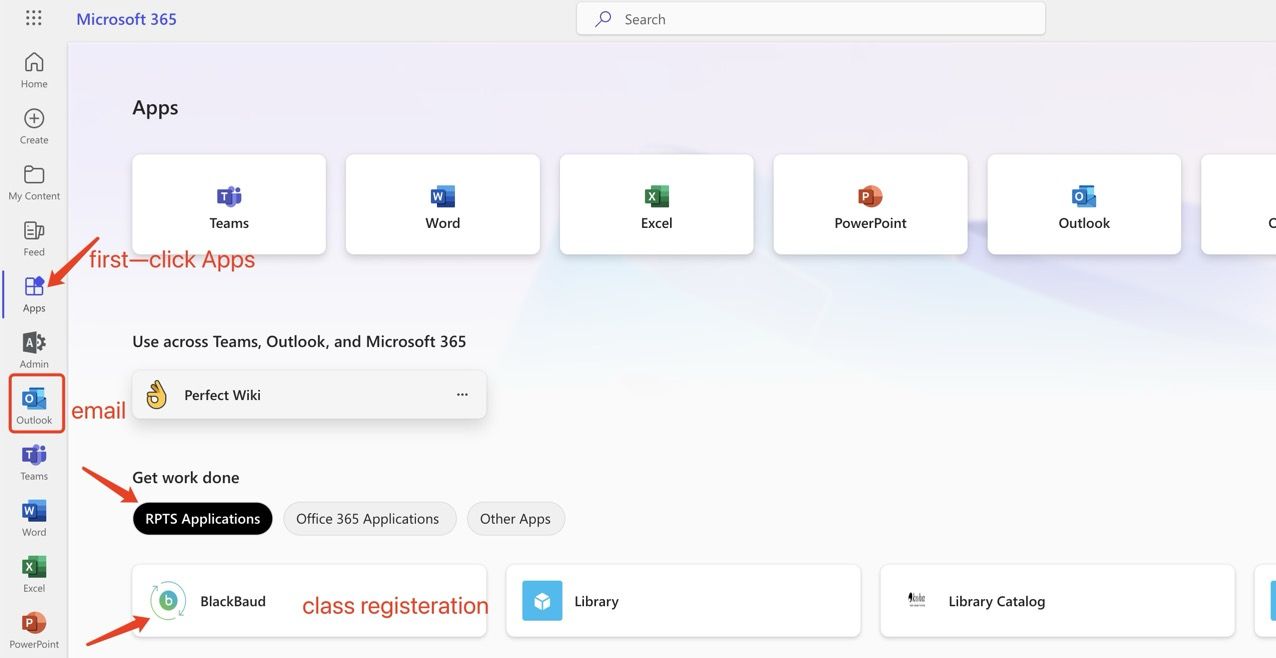 Microsoft 365
Search
Home
Create
My Content
Feed
Apps
Admin
Outlook
Teams
Word
Excel
PowerPoint
Apps
Teams
Word
Excel
PowerPoint
Outlook
first—click Apps
Use across Teams, Outlook, and Microsoft 365
Perfect Wiki
email
Get work done
RPTS Applications
Office 365 Applications
Other Apps
BlackBaud
class registeration
Library
Library Catalog